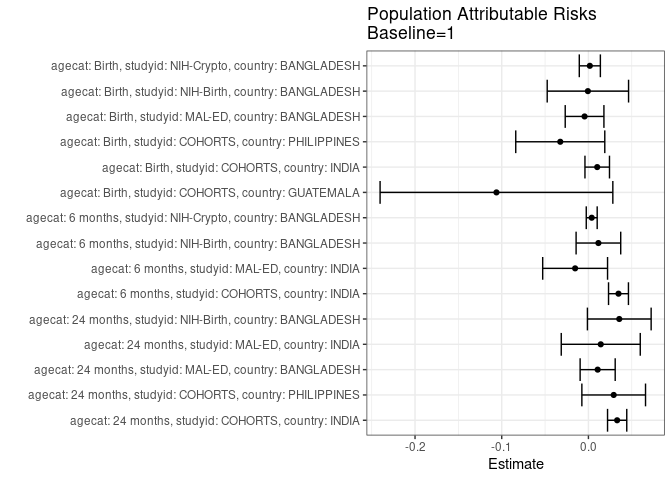 Population Attributable Risks
Baseline=1
agecat: Birth, studyid: NIH-Crypto, country: BANGLADESH
agecat: Birth, studyid: NIH-Birth, country: BANGLADESH
agecat: Birth, studyid: MAL-ED, country: BANGLADESH
agecat: Birth, studyid: COHORTS, country: PHILIPPINES
agecat: Birth, studyid: COHORTS, country: INDIA
agecat: Birth, studyid: COHORTS, country: GUATEMALA
agecat: 6 months, studyid: NIH-Crypto, country: BANGLADESH
agecat: 6 months, studyid: NIH-Birth, country: BANGLADESH
agecat: 6 months, studyid: MAL-ED, country: INDIA
agecat: 6 months, studyid: COHORTS, country: INDIA
agecat: 24 months, studyid: NIH-Birth, country: BANGLADESH
agecat: 24 months, studyid: MAL-ED, country: INDIA
agecat: 24 months, studyid: MAL-ED, country: BANGLADESH
agecat: 24 months, studyid: COHORTS, country: PHILIPPINES
agecat: 24 months, studyid: COHORTS, country: INDIA
-0.2 -0.1 0.0
Estimate